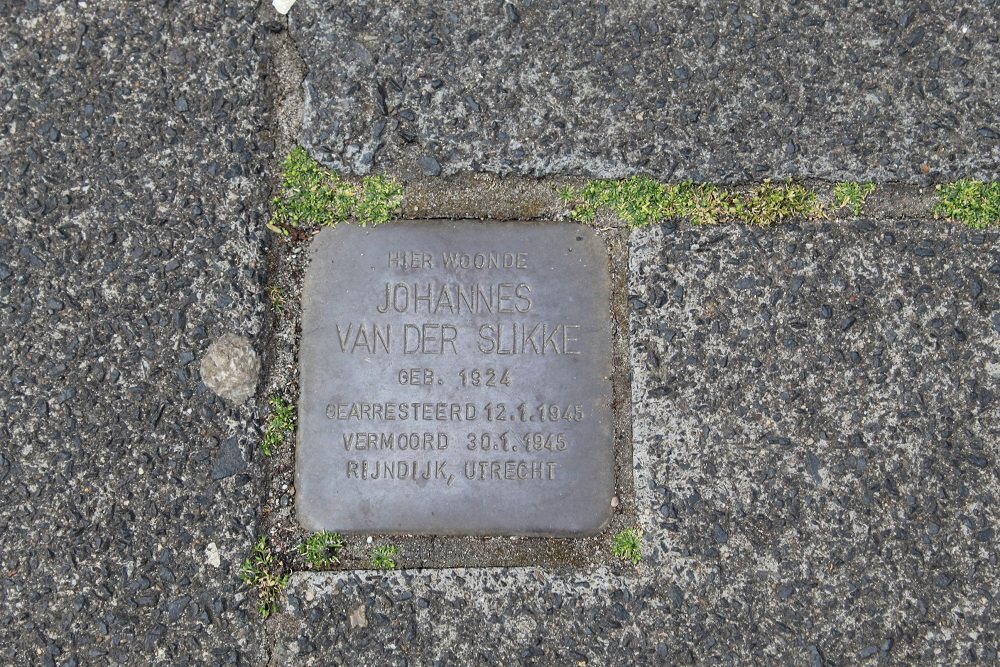 HIER WOONDE
JOHANNES
VAN DER SLIKKE
GEB. 1924
GEARRESTEERD 12.1.1945
VERMOORD 30.1.1945
RIJNDIJK, UTRECHT